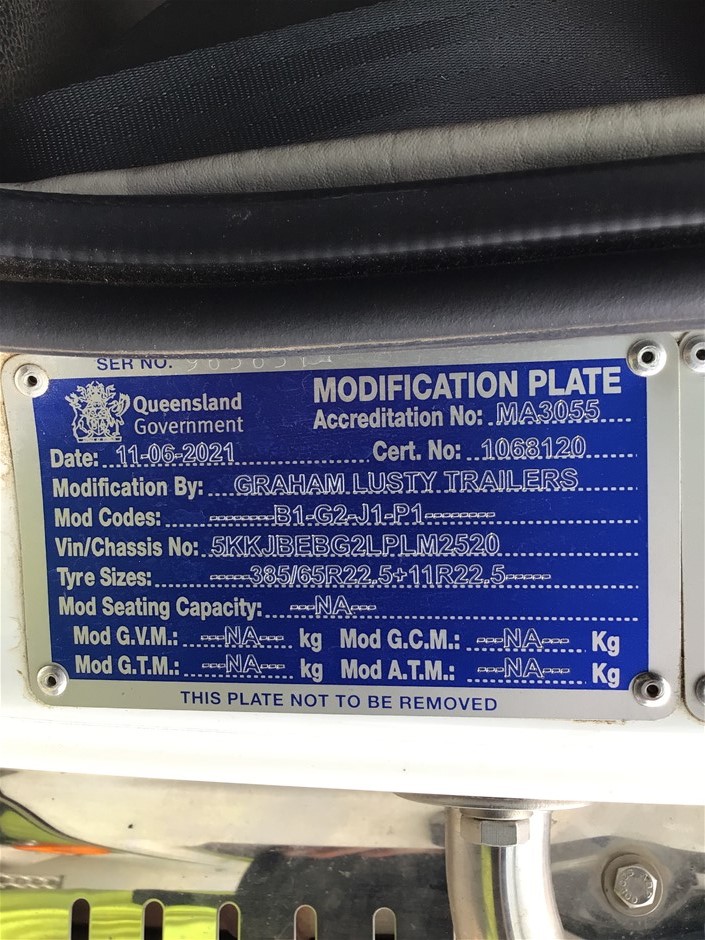 SER NO.
Queensland Government
MODIFICATION PLATE
Accreditation No: MA3055
Date: 11-06-2021 Cert. No: 1068120
Modification By: GRAHAM LUSTY TRAILERS
Mod Codes: B1-G2-J1-P1
Vin/Chassis No: 5KKJBEBG2LPLM2520
Tyre Sizes: 385/65R22.5+11R22.5
Mod Seating Capacity: NA
Mod G.V.M.: NA kg Mod G.C.M.: NA Kg
Mod G.T.M.: NA kg Mod A.T.M.: NA Kg
THIS PLATE NOT TO BE REMOVED